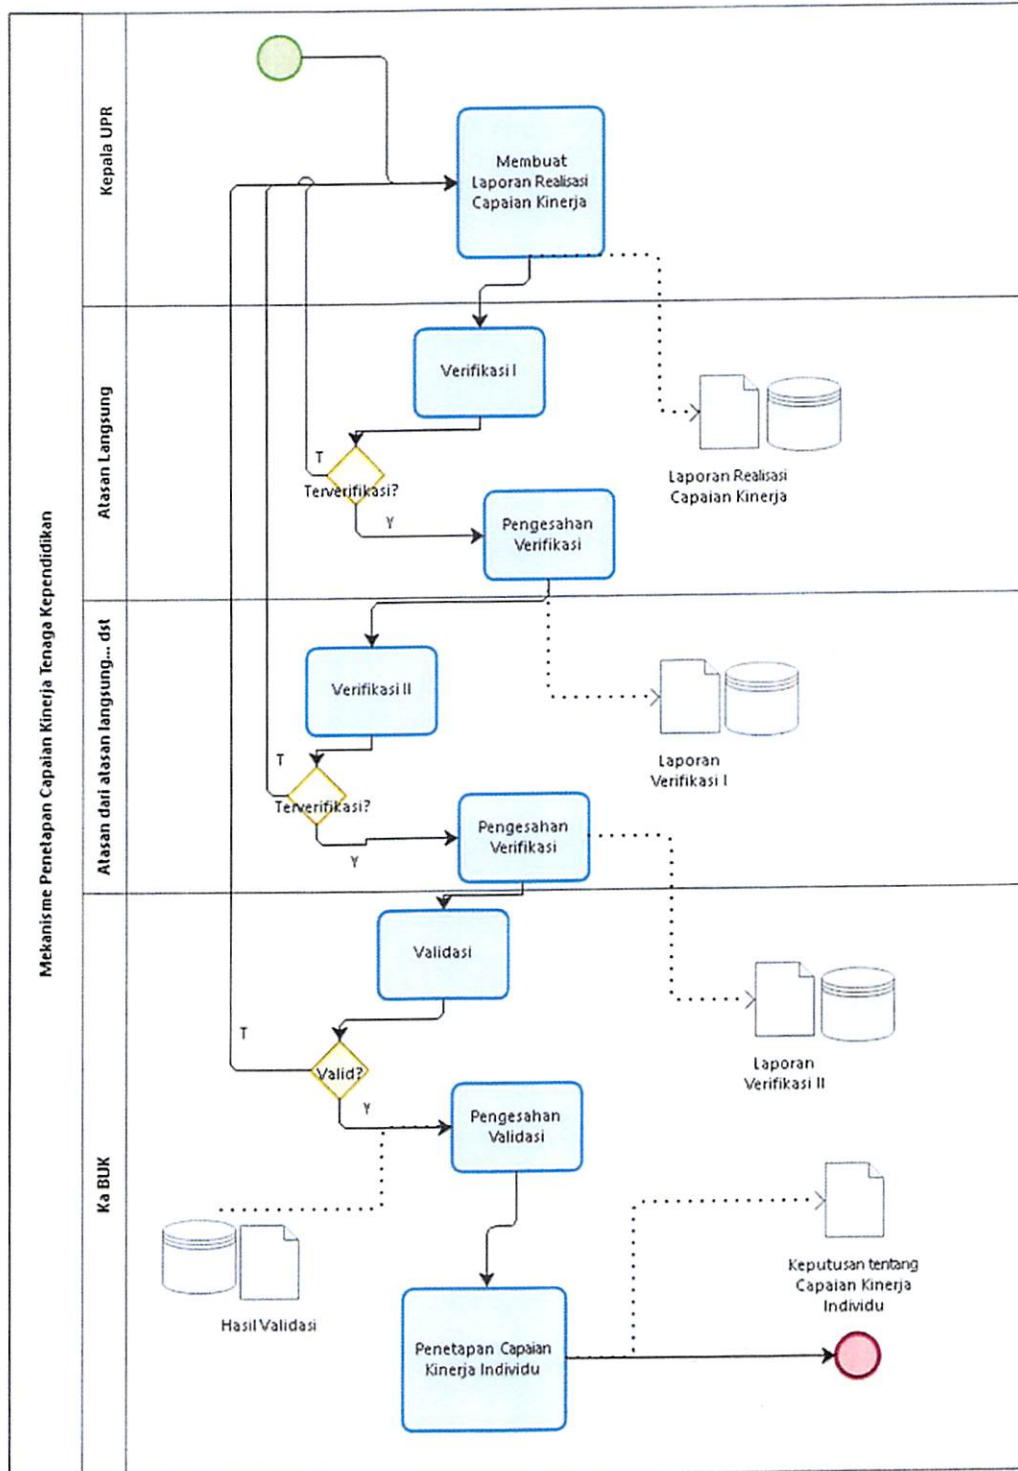 Mekanisme Penetapan Capaian Kinerja Tenaga Kependidikan
Kepala UPR
Membuat
Laporan Realisasi
Capaian Kinerja
Atasan Langsung
Verifikasi I
T
Terverifikasi?
Y
Pengesahan
Verifikasi
Laporan Realisasi
Capaian Kinerja
Atasan dari atasan langsung... dst
Verifikasi II
T
Terverifikasi?
Y
Pengesahan
Verifikasi
Laporan
Verifikasi I
Ka BUK
Validasi
T
Valid?
Y
Pengesahan
Validasi
Laporan
Verifikasi II
Hasil Validasi
Penetapan Capaian
Kinerja Individu
Keputusan tentang
Capaian Kinerja
Individu